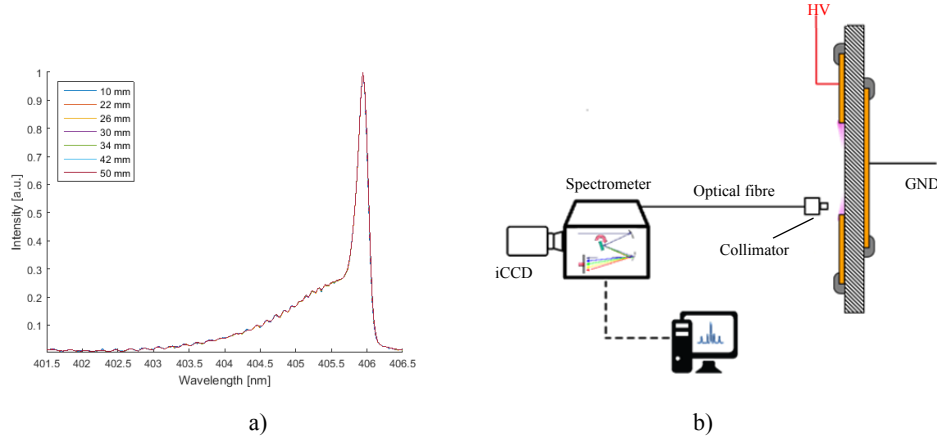 1
0.9
0.8
0.7
0.6
0.5
0.4
0.3
0.2
0.1
Intensity [a.u.]
10 mm
22 mm
26 mm
30 mm
34 mm
42 mm
50 mm
401.5 402 402.5 403 403.5 404 404.5 405 405.5 406 406.5
Wavelength [nm]
a)
HV
Spectrometer
Optical fibre
GND
Collimator
iCCD
b)